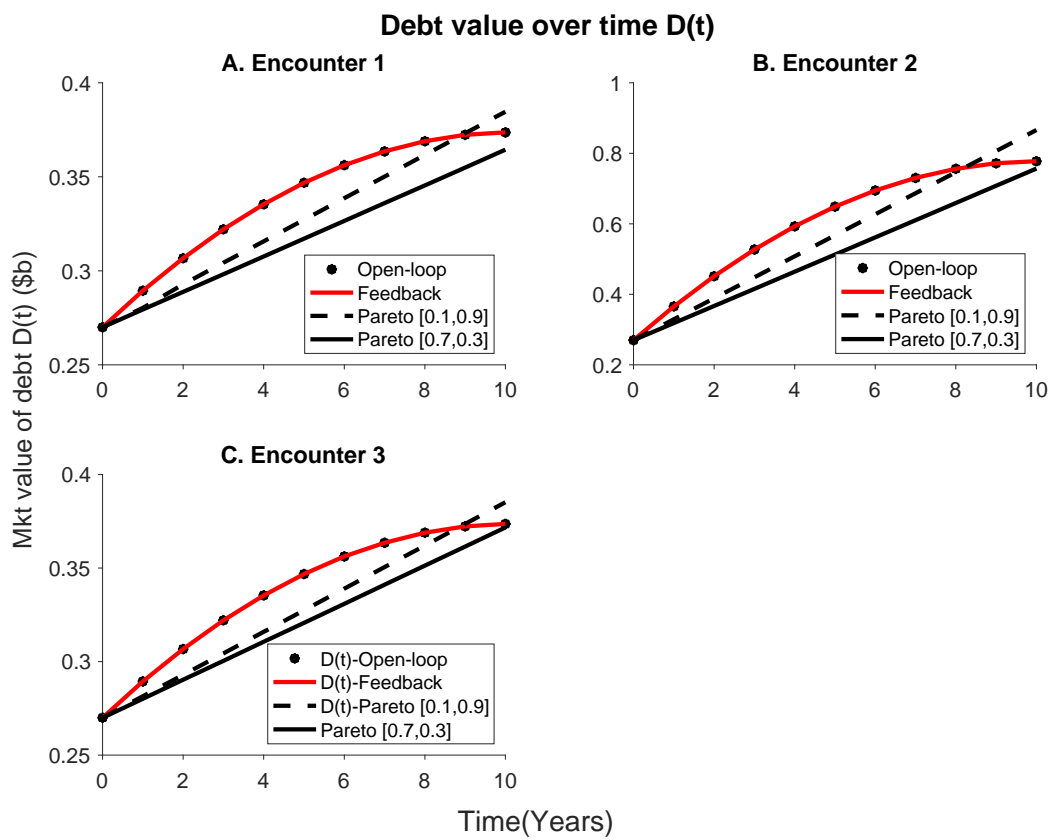 Debt value over time D(t)
A. Encounter 1
0.4
0.35
0.3
0.25
0 2 4 6 8 10
Open-loop
Feedback
Pareto [0.1,0.9]
Pareto [0.7,0.3]
B. Encounter 2
1
0.8
0.6
0.4
0.2
0 2 4 6 8 10
Open-loop
Feedback
Pareto [0.1,0.9]
Pareto [0.7,0.3]
Mkt value of debt D(t) ($b)
C. Encounter 3
0.4
0.35
0.3
0.25
0 2 4 6 8 10
D(t)-Open-loop
D(t)-Feedback
D(t)-Pareto [0.1,0.9]
Pareto [0.7,0.3]
Time(Years)